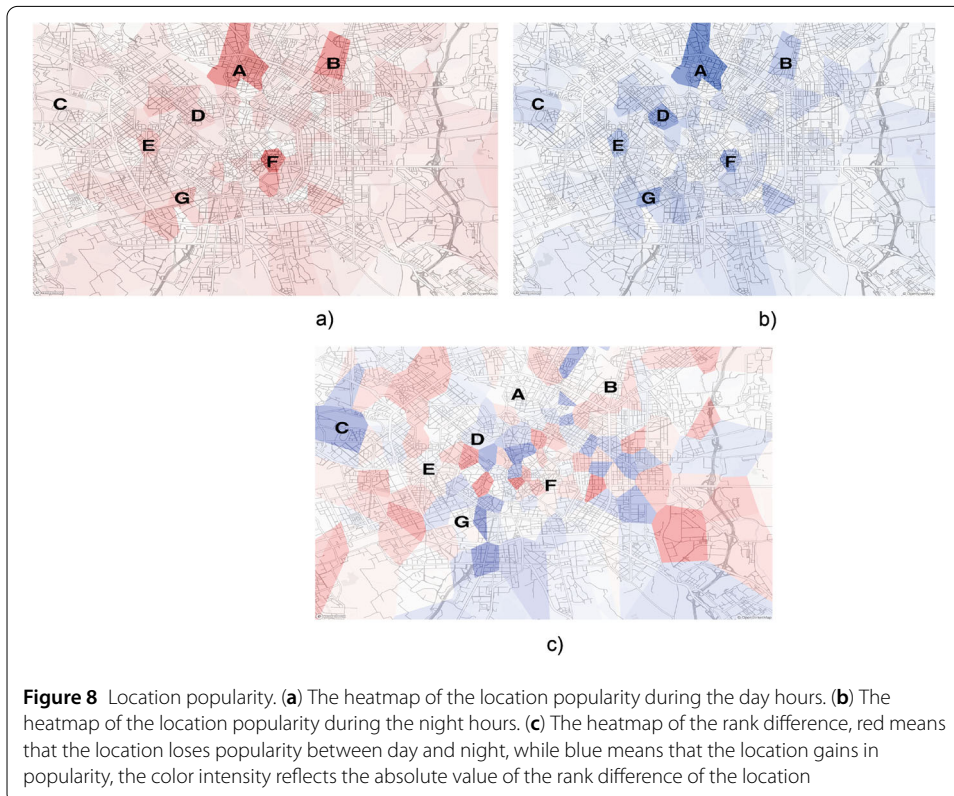 A
B
C
D
E
F
G
a)
A
B
C
D
E
F
G
b)
A
B
C
D
E
F
G
c)
Figure 8 Location popularity. (a) The heatmap of the location popularity during the day hours. (b) The
heatmap of the location popularity during the night hours. (c) The heatmap of the rank difference, red means
that the location loses popularity between day and night, while blue means that the location gains in
popularity, the color intensity reflects the absolute value of the rank difference of the location